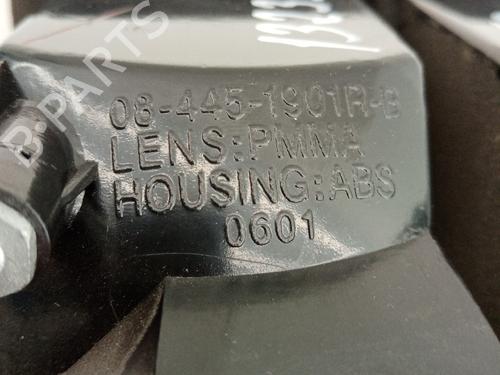 08-445-1901R-B
LENS:PMMA
HOUSING:ABS
0601
B-PARTS